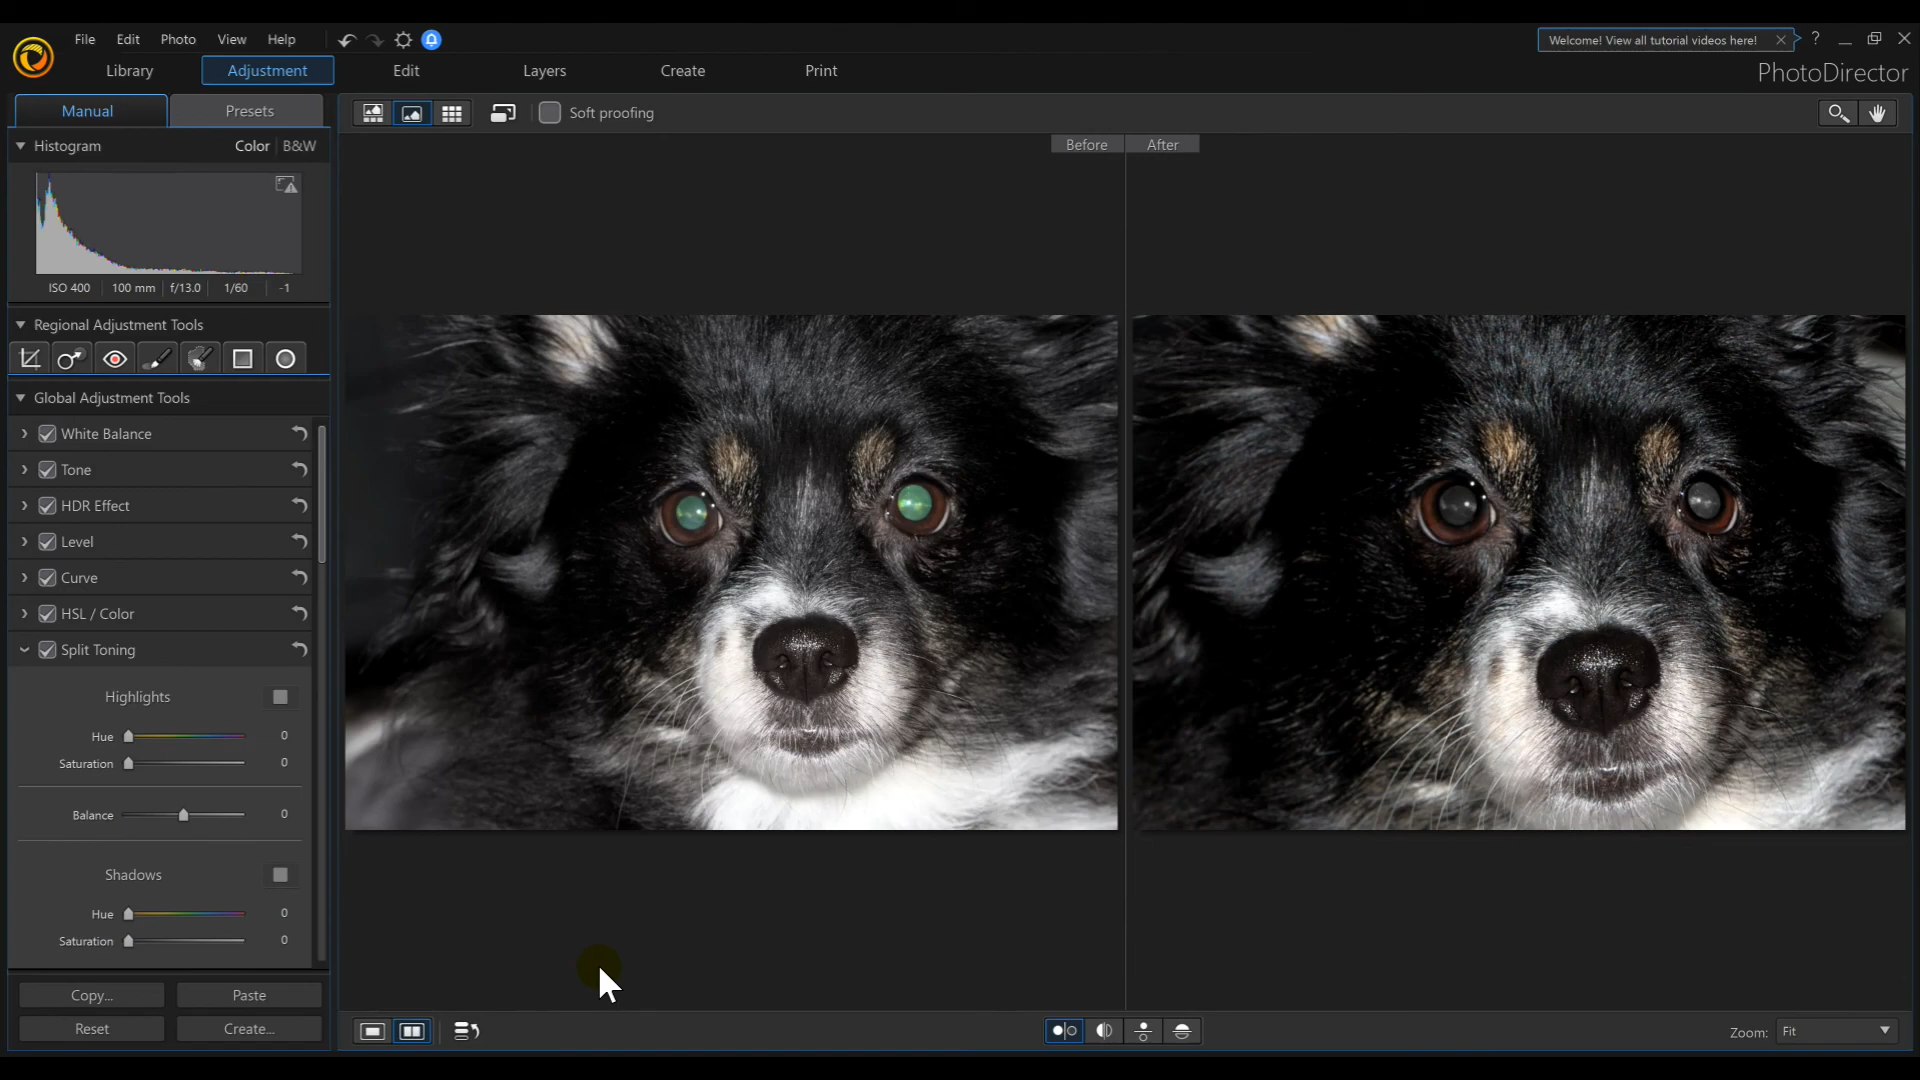 File Edit Photo View Help
Welcome! View all tutorial videos here!
?
Library Adjustment Edit Layers Create Print
PhotoDirector
Manual Presets
Soft proofing
Histogram Color | B&W
Before After
ISO 400 100 mm f/13.0 1/60 -1
Regional Adjustment Tools
Global Adjustment Tools
White Balance
Tone
HDR Effect
Level
Curve
HSL / Color
Split Toning
Highlights
Hue 0
Saturation 0
Balance 0
Shadows
Hue 0
Saturation 0
Copy... Paste
Reset Create...
Zoom: Fit